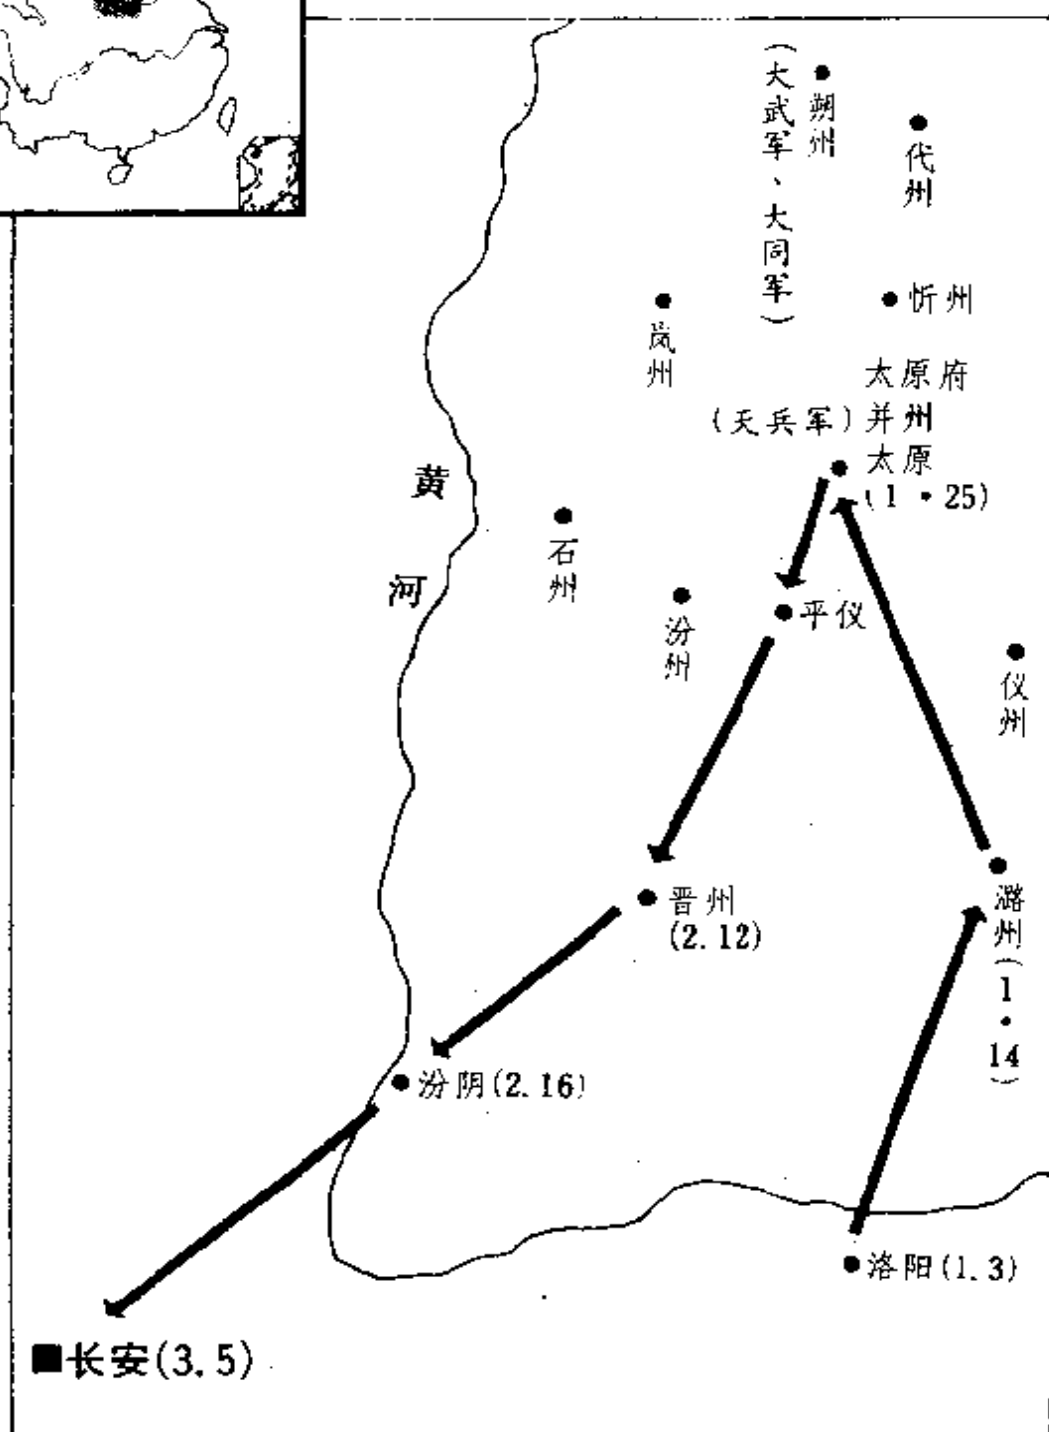 朔州
(大武军、大同军)
代州
忻州
岚州
太原府
(天兵军)并州
太原
(1·25)
黄河
石州
汾州
平仪
仪州
潞州(1·14)
晋州
(2.12)
汾阴(2.16)
洛阳(1.3)
长安(3.5)